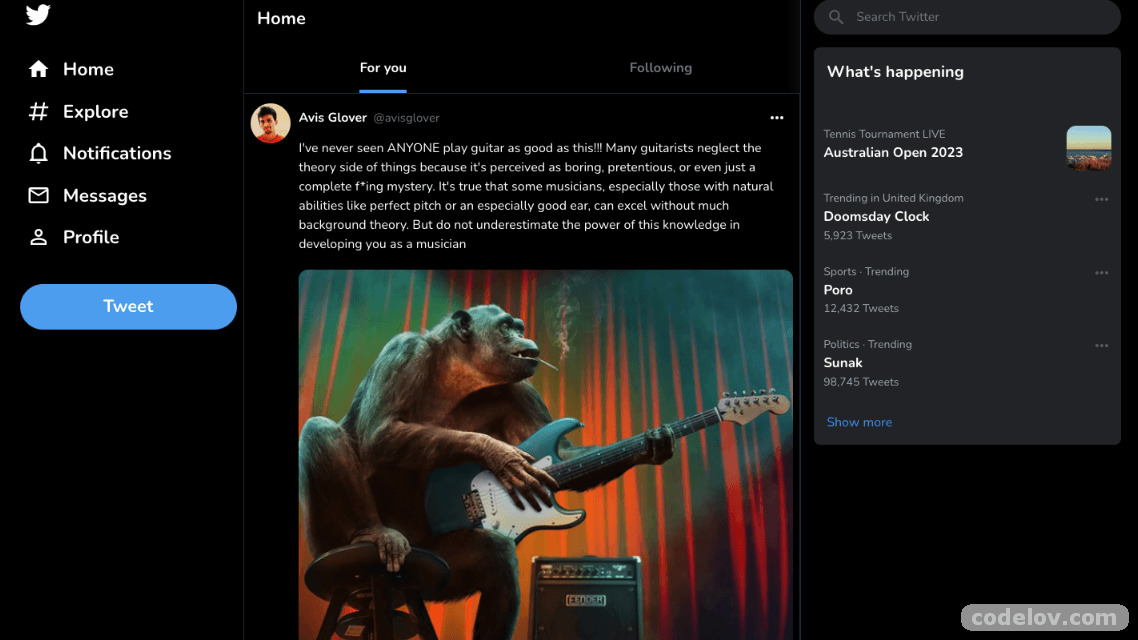 Home
Explore
Notifications
Messages
Profile
Tweet
Home
For you
Following
Avis Glover @avisglover
I've never seen ANYONE play guitar as good as this!!! Many guitarists neglect the
theory side of things because it's perceived as boring, pretentious, or even just a
complete f*ing mystery. It's true that some musicians, especially those with natural
abilities like perfect pitch or an especially good ear, can excel without much
background theory. But do not underestimate the power of this knowledge in
developing you as a musician
FENDER
Search Twitter
What's happening
Tennis Tournament LIVE
Australian Open 2023
Trending in United Kingdom
Doomsday Clock
5,923 Tweets
Sports · Trending
Poro
12,432 Tweets
Politics · Trending
Sunak
98,745 Tweets
Show more
codelov.com